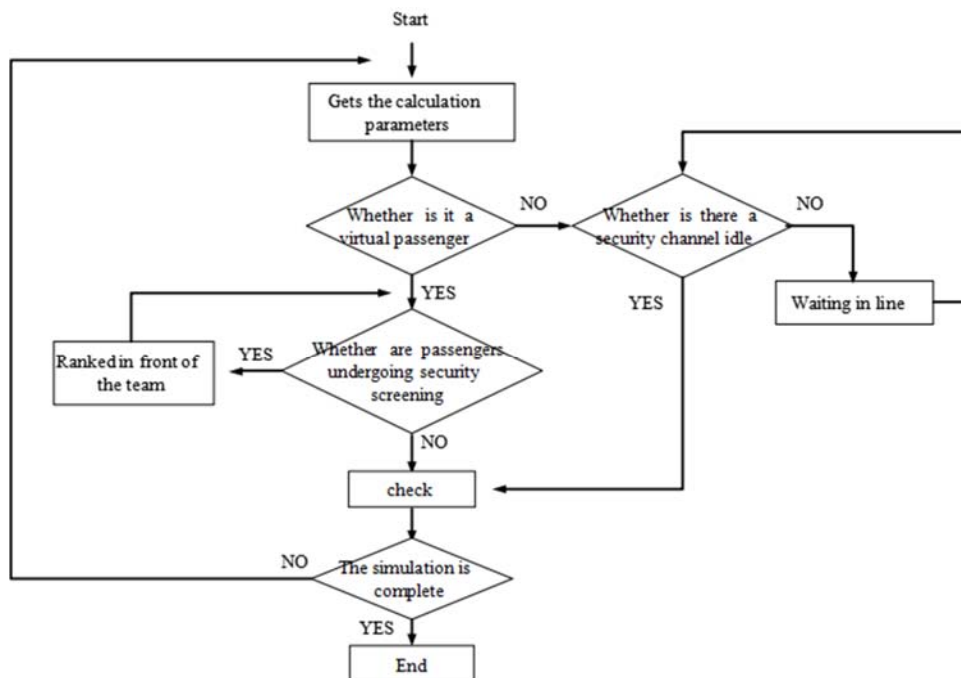 Start
Gets the calculation
parameters
Whether is it a
virtual passenger
NO
Whether is there a
security channel idle
NO
YES
YES
Waiting in line
Ranked in front of
the team
YES
Whether are passengers
undergoing security
screening
NO
check
NO
The simulation is
complete
YES
End